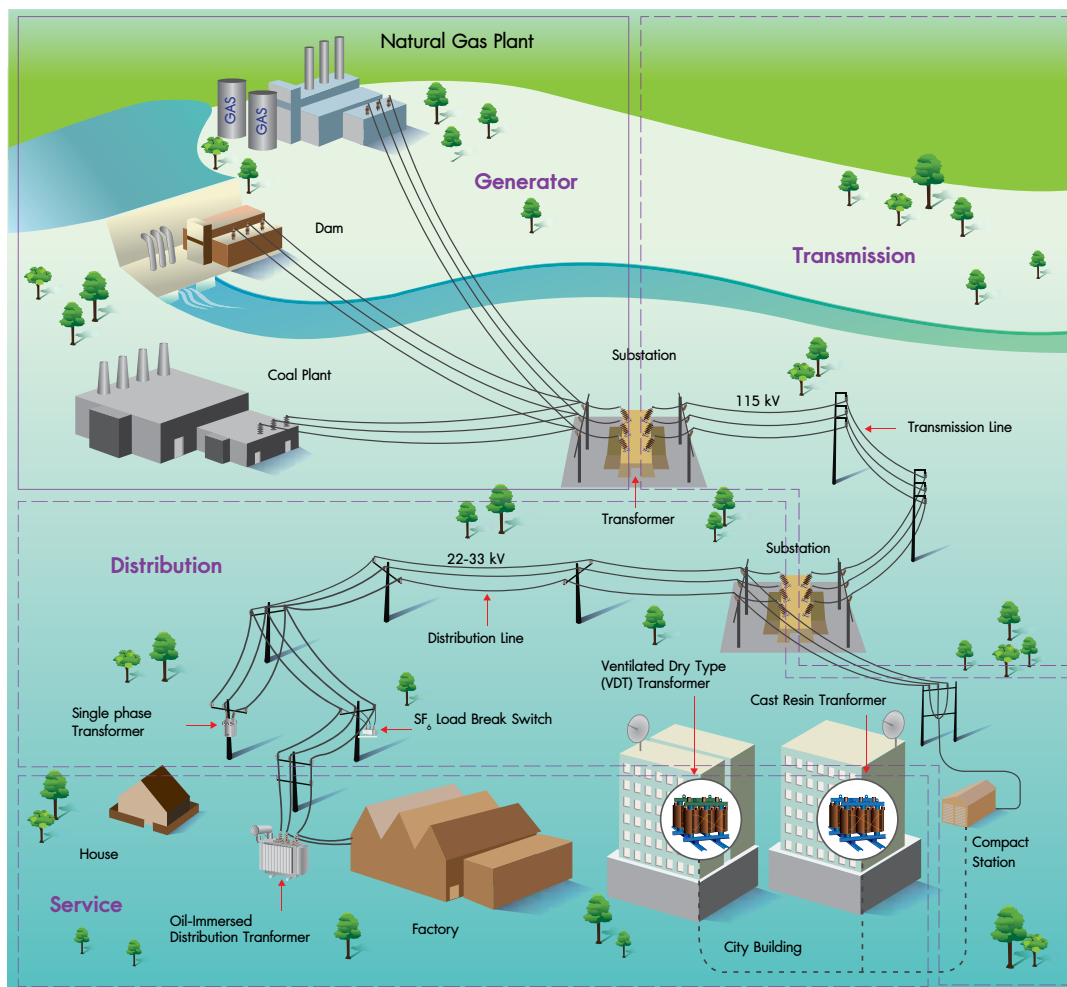 Natural Gas Plant
GAS
GAS
Generator
Dam
Transmission
Coal Plant
Substation
115 kV
Transmission Line
Transformer
Distribution
22-33 kV
Substation
Distribution Line
Ventilated Dry Type
(VDT) Transformer
Cast Resin Tranformer
Single phase
Transformer
SF6 Load Break Switch
House
Compact
Station
Service
Oil-Immersed
Distribution Tranformer
Factory
City Building